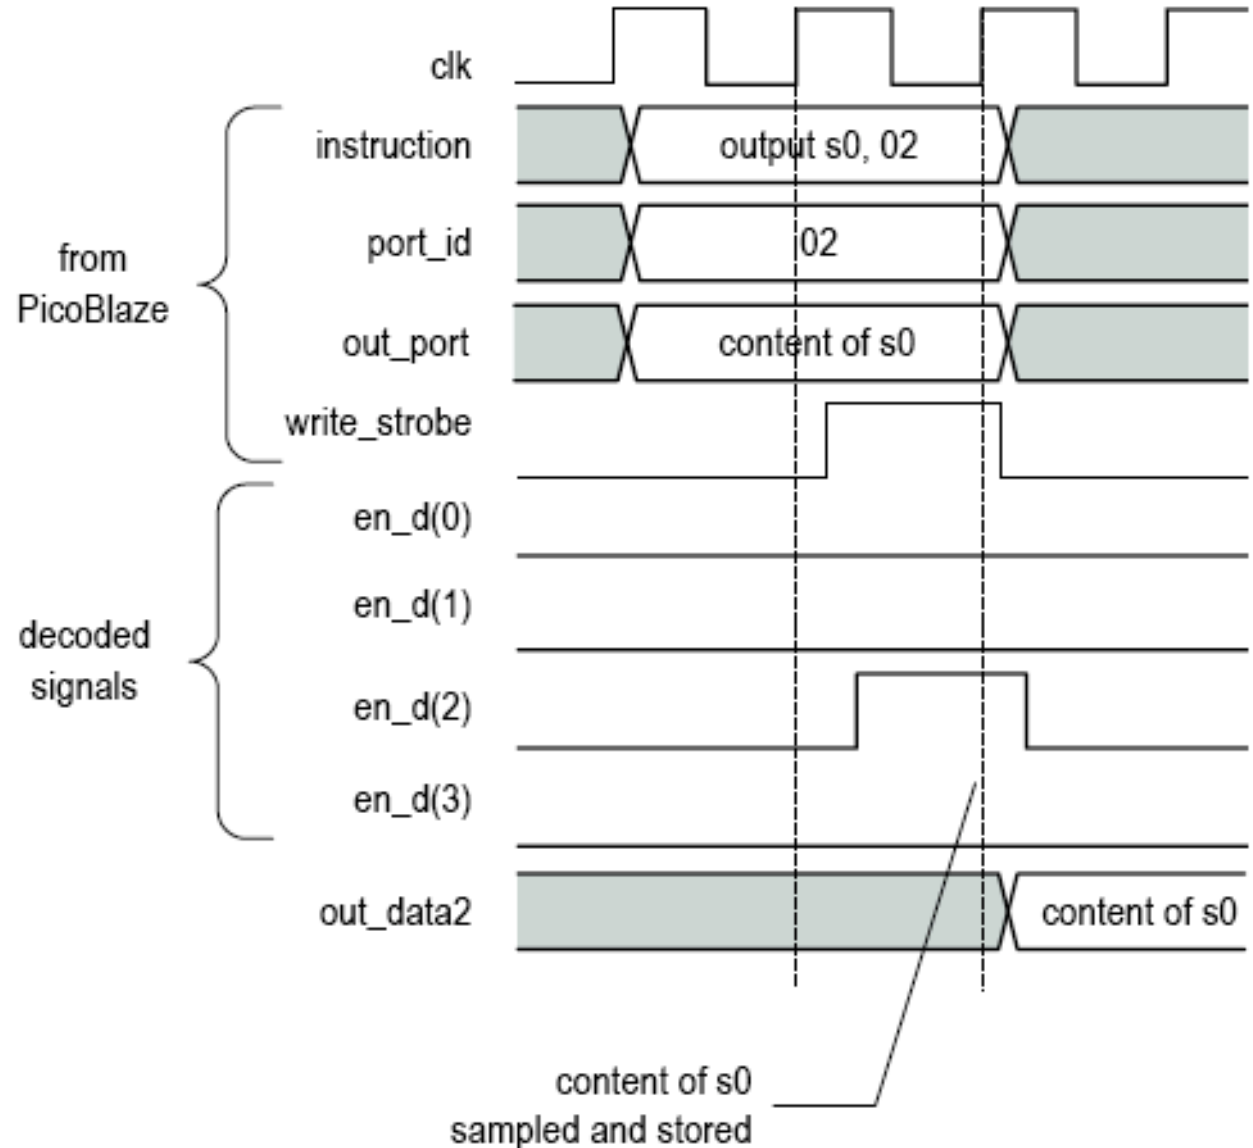 clk
instruction
output s0, 02
port_id
02
from
PicoBlaze
out_port
content of s0
write_strobe
en_d(0)
en_d(1)
decoded
signals
en_d(2)
en_d(3)
out_data2
content of s0
content of s0
sampled and stored